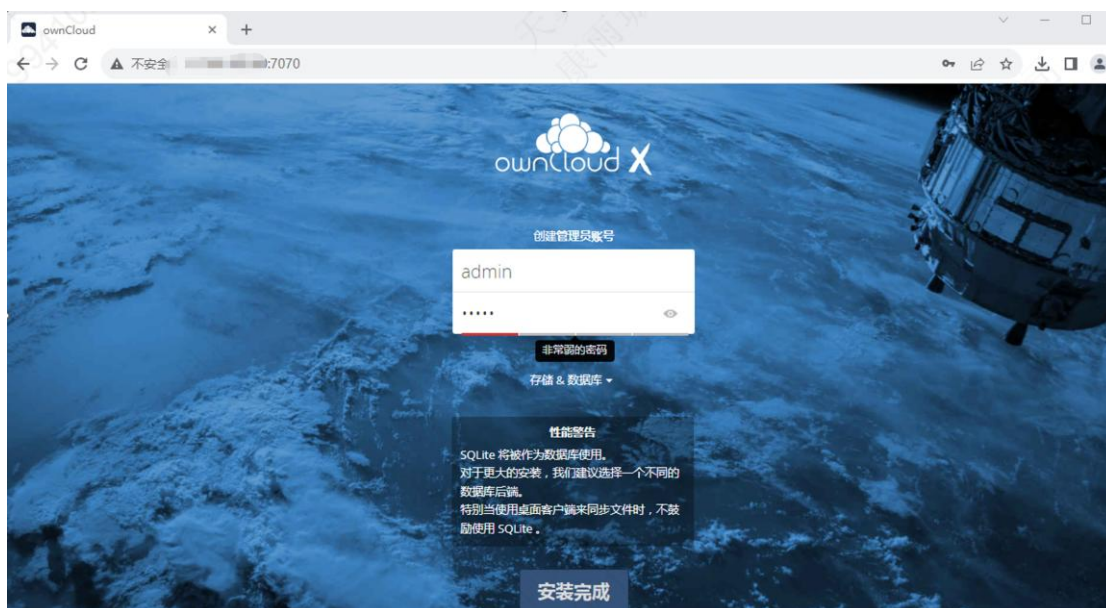 ownCloud
不安全
:7070
ownCloud X
创建管理员账号
admin
•••••
非常弱的密码
存储 & 数据库
性能警告
SQLite 将被作为数据库使用。
对于更大的安装，我们建议选择一个不同的
数据库后端。
特别当使用桌面客户端来同步文件时，不鼓
励使用 SQLite 。
安装完成